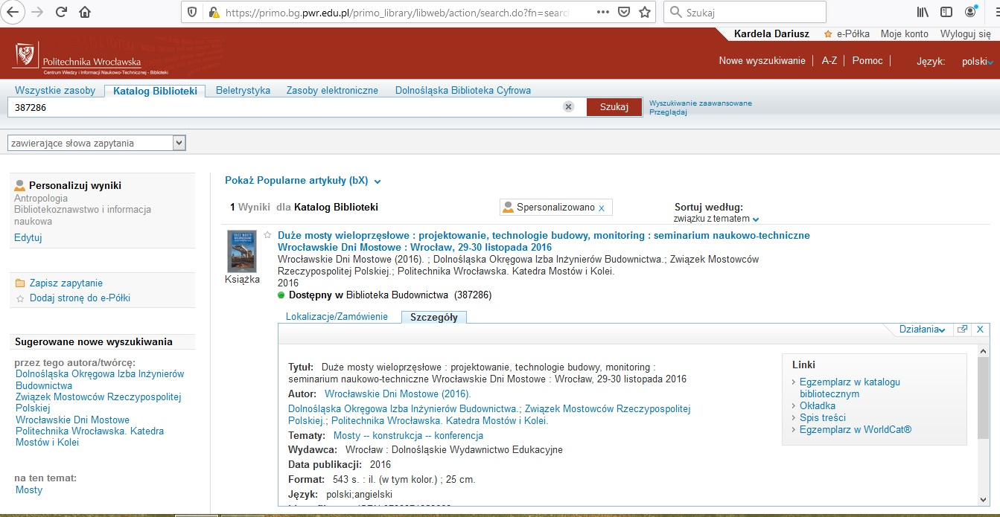 https://primo.bg.pwr.edu.pl/primo_library/libweb/action/search.do?fn=searc
Szukaj
Kardela Dariusz e-Półka Moje konto Wyloguj się
Politechnika Wrocławska
Centrum Wiedzy i Informacji Naukowo-Technicznej - Biblioteki
Nowe wyszukiwanie A-Z Pomoc Język: polski
Wszystkie zasoby Katalog Biblioteki Beletrystyka Zasoby elektroniczne Dolnośląska Biblioteka Cyfrowa
387286
Szukaj
Wyszukiwanie zaawansowane
Przeglądaj
zawierające słowa zapytania
Personalizuj wyniki
Antropologia
Bibliotekoznawstwo i informacja
naukowa
Edytuj
Zapisz zapytanie
Dodaj stronę do e-Półki
Sugerowane nowe wyszukiwania
przez tego autora/twórcę:
Dolnośląska Okręgowa Izba Inżynierów
Budownictwa
Związek Mostowców Rzeczypospolitej
Polskiej
Wrocławskie Dni Mostowe
Politechnika Wrocławska. Katedra
Mostów i Kolei
na ten temat:
Mosty
Pokaż Popularne artykuły (bX)
1 Wyniki dla Katalog Biblioteki
Spersonalizowano x
Sortuj według:
związku z tematem
DUŻE MOSTY
WIELOPRZĘSŁOWE
Książka
Duże mosty wieloprzęsłowe : projektowanie, technologie budowy, monitoring : seminarium naukowo-techniczne
Wrocławskie Dni Mostowe : Wrocław, 29-30 listopada 2016
Wrocławskie Dni Mostowe (2016). ; Dolnośląska Okręgowa Izba Inżynierów Budownictwa.; Związek Mostowców
Rzeczypospolitej Polskiej.; Politechnika Wrocławska. Katedra Mostów i Kolei.
2016
Dostępny w Biblioteka Budownictwa (387286)
Lokalizacje/Zamówienie Szczegóły
Działania X
Tytuł: Duże mosty wieloprzęsłowe : projektowanie, technologie budowy, monitoring :
seminarium naukowo-techniczne Wrocławskie Dni Mostowe : Wrocław, 29-30 listopada 2016
Autor: Wrocławskie Dni Mostowe (2016).
Dolnośląska Okręgowa Izba Inżynierów Budownictwa.; Związek Mostowców Rzeczypospolitej
Polskiej.; Politechnika Wrocławska. Katedra Mostów i Kolei.
Tematy: Mosty -- konstrukcja -- konferencja
Wydawca: Wrocław : Dolnośląskie Wydawnictwo Edukacyjne
Data publikacji: 2016
Format: 543 s. : il. (w tym kolor.) ; 25 cm.
Język: polski;angielski
Linki
Egzemplarz w katalogu
bibliotecznym
Okładka
Spis treści
Egzemplarz w WorldCat®